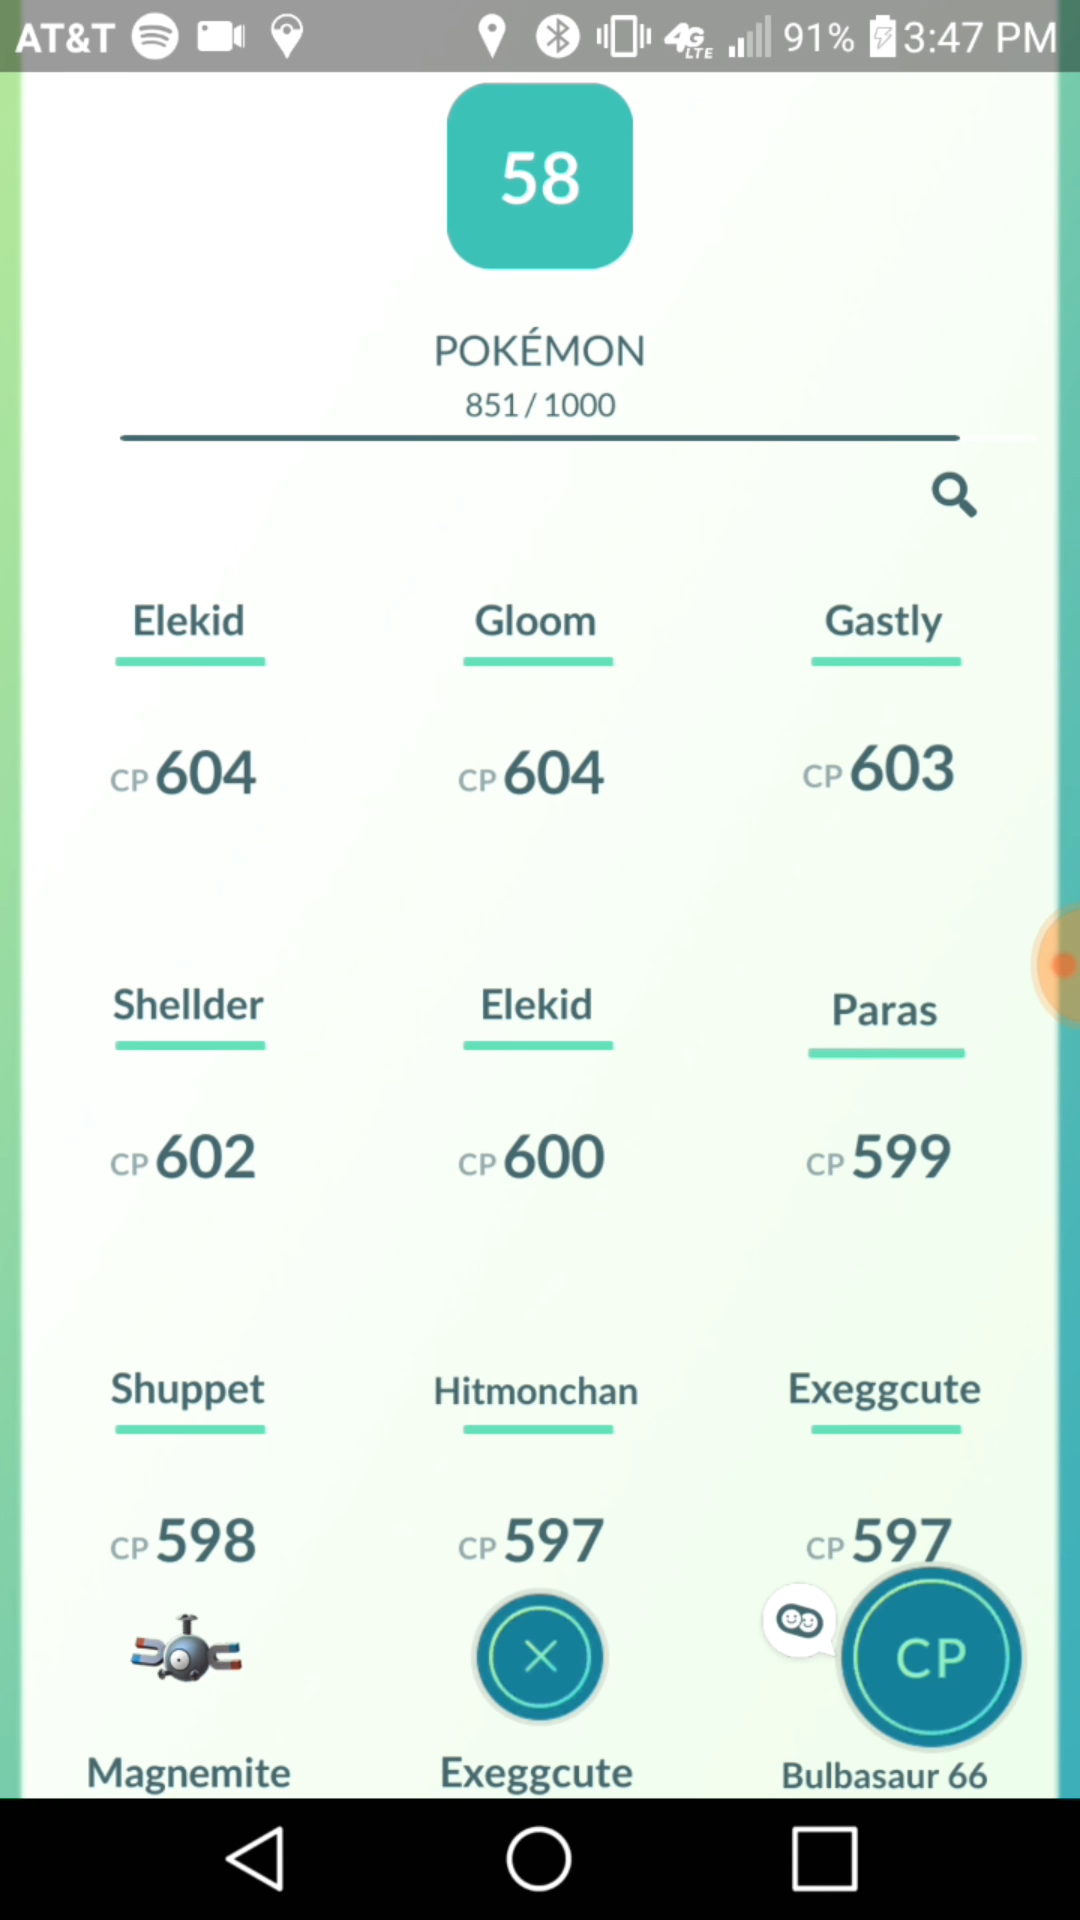 AT&T 4G LTE 91% 3:47 PM
58
POKÉMON
851 / 1000
Elekid Gloom Gastly
CP 604 CP 604 CP 603
Shellder Elekid Paras
CP 602 CP 600 CP 599
Shuppet Hitmonchan Exeggcute
CP 598 CP 597 CP 597
CP
Magnemite Exeggcute Bulbasaur 66